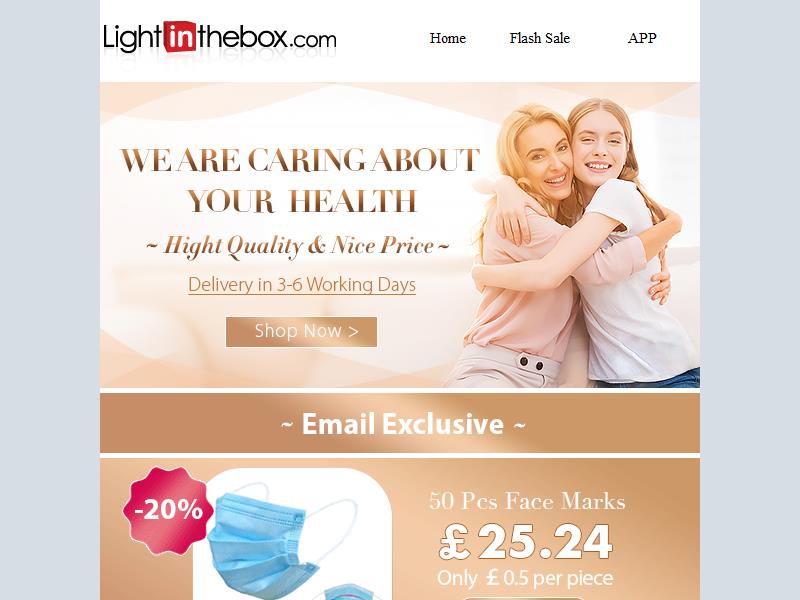 Lightinthebox.com
Home Flash Sale APP
WE ARE CARING ABOUT
YOUR HEALTH
~ Hight Quality & Nice Price ~
Delivery in 3-6 Working Days
Shop Now >
~ Email Exclusive ~
-20%
50 Pcs Face Marks
£25.24
Only £0.5 per piece